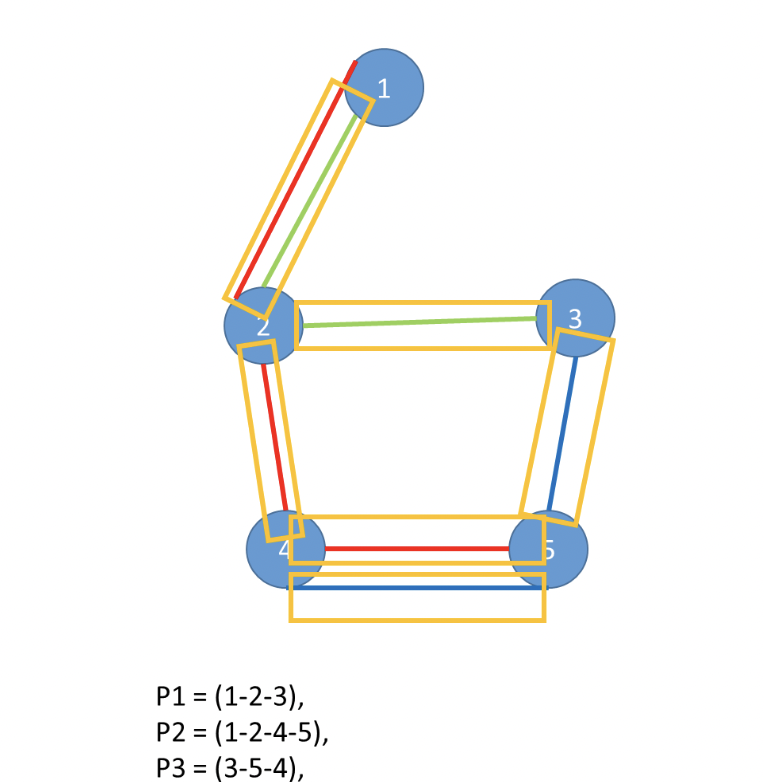 1
2
3
4
5
P1 = (1-2-3),
P2 = (1-2-4-5),
P3 = (3-5-4),